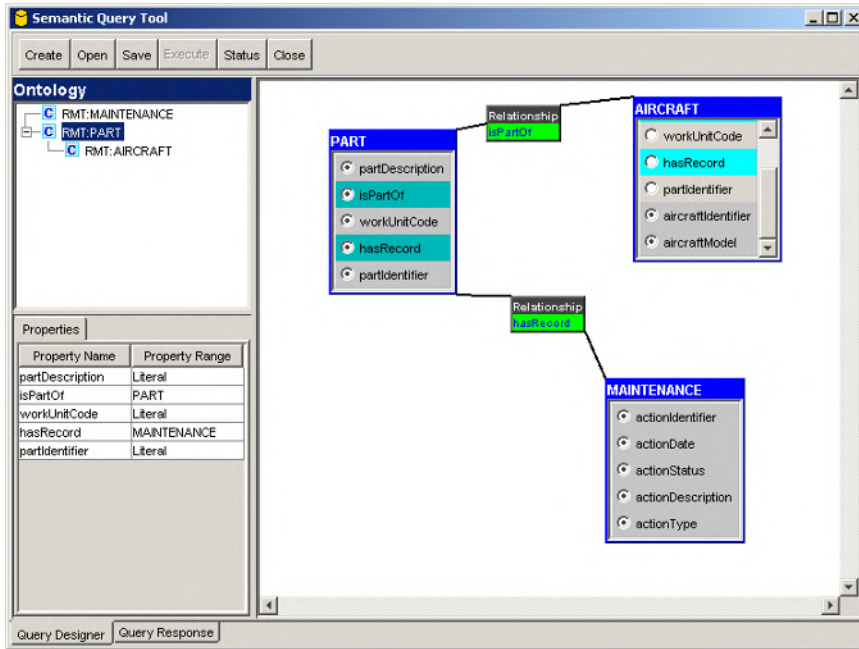 Semantic Query Tool
Create Open Save Execute Status Close
Ontology
C RMT:MAINTENANCE
C RMT:PART
C RMT:AIRCRAFT
Properties
Property Name Property Range
partDescription Literal
isPartOf PART
workUnitCode Literal
hasRecord MAINTENANCE
partIdentifier Literal
PART
partDescription
isPartOf
workUnitCode
hasRecord
partIdentifier
Relationship
isPartOf
AIRCRAFT
workUnitCode
hasRecord
partIdentifier
aircraftIdentifier
aircraftModel
Relationship
hasRecord
MAINTENANCE
actionIdentifier
actionDate
actionStatus
actionDescription
actionType
Query Designer Query Response